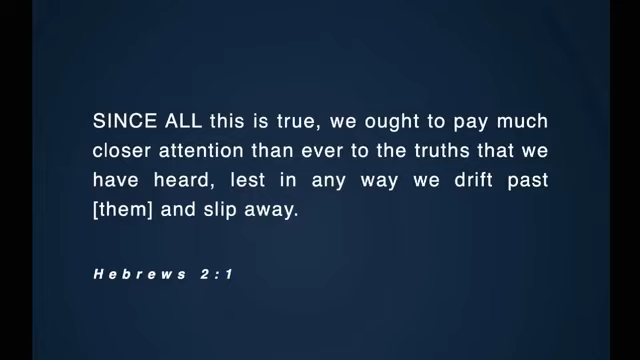 SINCE ALL this is true, we ought to pay much
closer attention than ever to the truths that we
have heard, lest in any way we drift past
[them] and slip away.
Hebrews 2:1